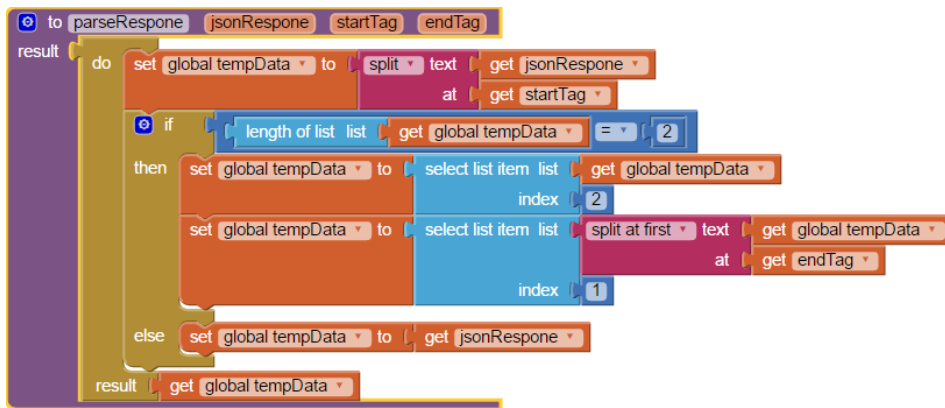 to parseRespone jsonRespone startTag endTag
result
do set global tempData to split text get jsonRespone
at get startTag
if length of list list get global tempData = 2
then set global tempData to select list item list get global tempData
index 2
set global tempData to select list item list split at first text get global tempData
at get endTag
index 1
else set global tempData to get jsonRespone
result get global tempData